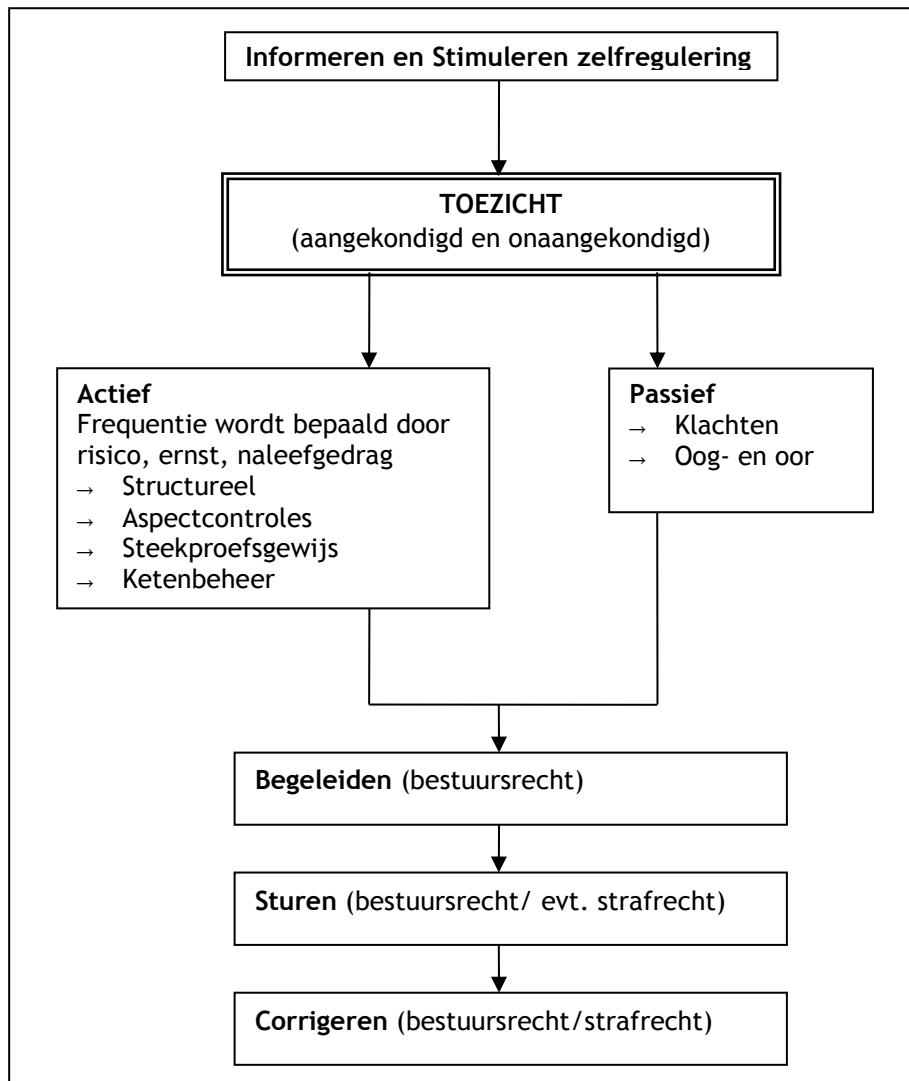 Informeren en Stimuleren zelfregulering
TOEZICHT
(aangekondigd en onaangekondigd)
Actief
Frequentie wordt bepaald door
risico, ernst, naleefgedrag
→ Structureel
→ Aspectcontroles
→ Steekproefsgewijs
→ Ketenbeheer
Passief
→ Klachten
→ Oog- en oor
Begeleiden (bestuursrecht)
Sturen (bestuursrecht/ evt. strafrecht)
Corrigeren (bestuursrecht/strafrecht)